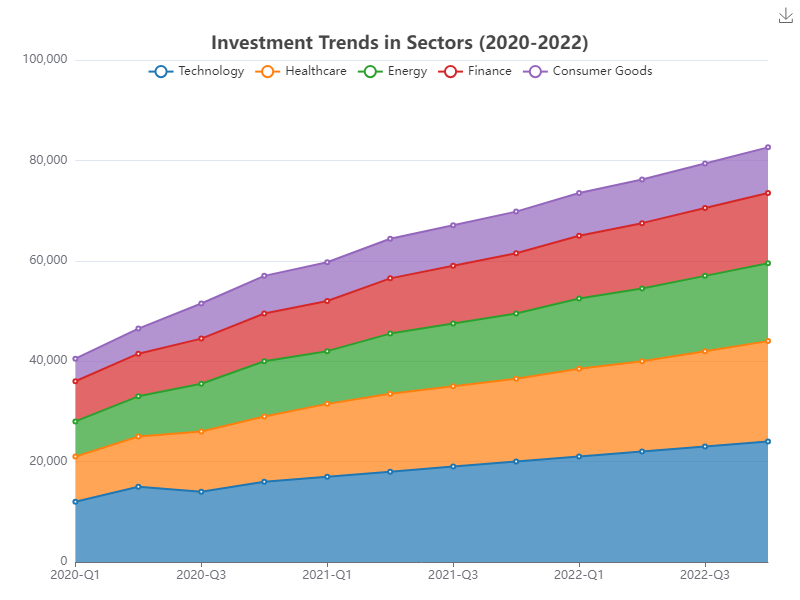 Investment Trends in Sectors (2020-2022)
100,000
Technology Healthcare Energy Finance Consumer Goods
80,000
60,000
40,000
20,000
0
2020-Q1 2020-Q3 2021-Q1 2021-Q3 2022-Q1 2022-Q3